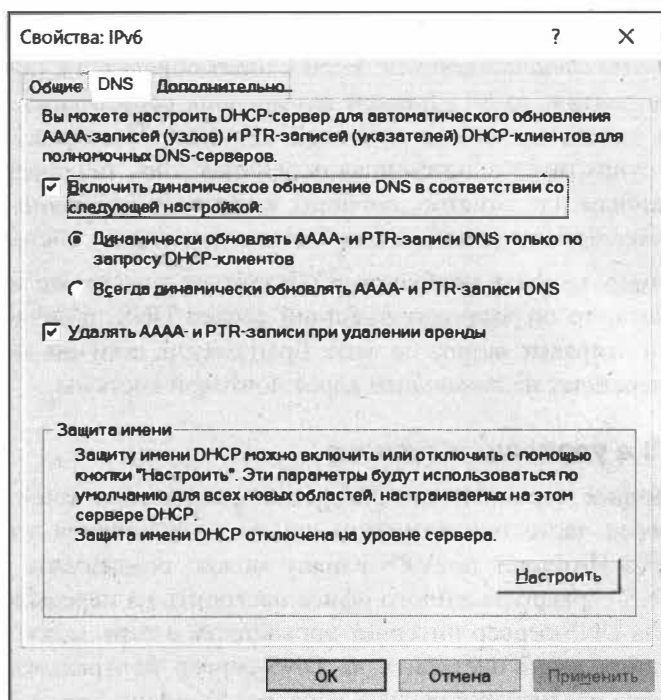 Свойства: IPv6
? ✕
Общие DNS Дополнительно
Вы можете настроить DHCP-сервер для автоматического обновления
AAAA-записей (узлов) и PTR-записей (указателей) DHCP-клиентов для
полномочных DNS-серверов.
Включить динамическое обновление DNS в соответствии со
следующей настройкой:
Динамически обновлять AAAA- и PTR-записи DNS только по
запросу DHCP-клиентов
Всегда динамически обновлять AAAA- и PTR-записи DNS
Удалять AAAA- и PTR-записи при удалении аренды
Защита имени
Защиту имени DHCP можно включить или отключить с помощью
кнопки "Настроить". Эти параметры будут использоваться по
умолчанию для всех новых областей, настраиваемых на этом
сервере DHCP.
Защита имени DHCP отключена на уровне сервера.
Настроить
ОК Отмена Применить